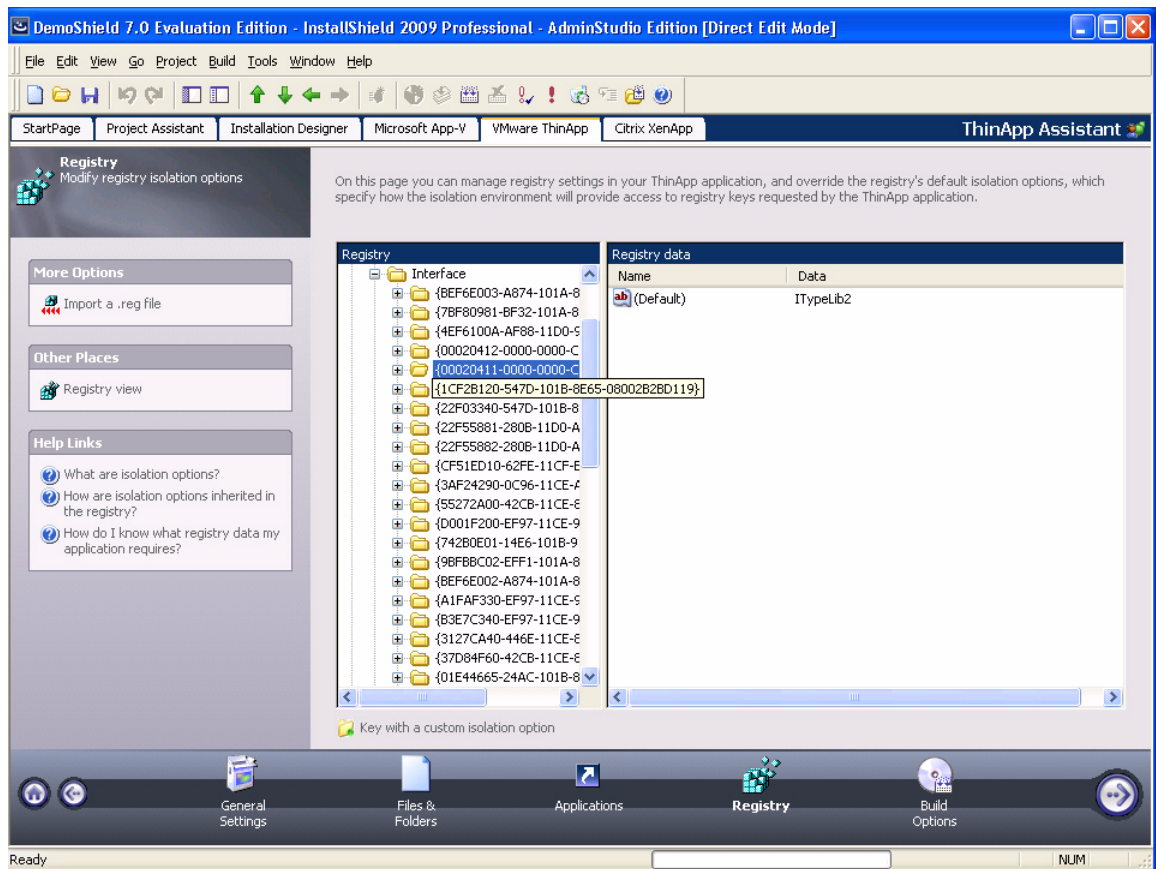 DemoShield 7.0 Evaluation Edition - InstallShield 2009 Professional - AdminStudio Edition [Direct Edit Mode]
File Edit View Go Project Build Tools Window Help
StartPage Project Assistant Installation Designer Microsoft App-V VMware ThinApp Citrix XenApp ThinApp Assistant
Registry
Modify registry isolation options
On this page you can manage registry settings in your ThinApp application, and override the registry's default isolation options, which
specify how the isolation environment will provide access to registry keys requested by the ThinApp application.
More Options
Import a .reg file
Other Places
Registry view
Help Links
What are isolation options?
How are isolation options inherited in
the registry?
How do I know what registry data my
application requires?
Registry
Interface
{BEF6E003-A874-101A-8
{7BF80981-BF32-101A-8
{4EF6100A-AF88-11D0-9
{00020412-0000-0000-C
{00020411-0000-0000-C
{1CF2B120-547D-101B-8E65-08002B2BD119}
{22F03340-547D-101B-8
{22F55881-280B-11D0-A
{22F55882-280B-11D0-A
{CF51ED10-62FE-11CF-E
{3AF24290-0C96-11CE-A
{55272A00-42CB-11CE-8
{D001F200-EF97-11CE-9
{742B0E01-14E6-101B-9
{9BFBBC02-EFF1-101A-8
{BEF6E002-A874-101A-8
{A1FAF330-EF97-11CE-9
{B3E7C340-EF97-11CE-9
{3127CA40-446E-11CE-8
{37D84F60-42CB-11CE-8
{01E44665-24AC-101B-8
Registry data
Name Data
(Default) ITypeLib2
Key with a custom isolation option
General
Settings
Files &
Folders
Applications
Registry
Build
Options
Ready NUM